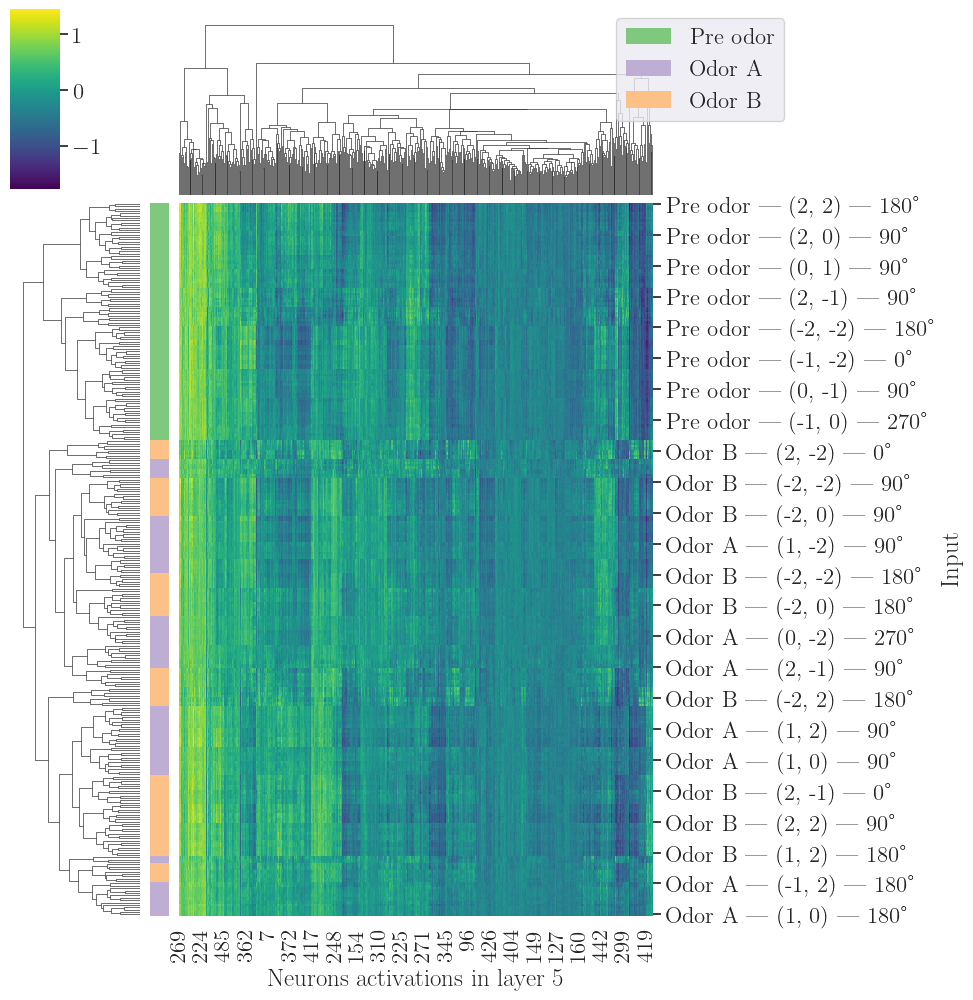 1
0
−1
Pre odor
Odor A
Odor B
Pre odor — (2, 2) — 180°
Pre odor — (2, 0) — 90°
Pre odor — (0, 1) — 90°
Pre odor — (2, -1) — 90°
Pre odor — (-2, -2) — 180°
Pre odor — (-1, -2) — 0°
Pre odor — (0, -1) — 90°
Pre odor — (-1, 0) — 270°
Odor B — (2, -2) — 0°
Odor B — (-2, -2) — 90°
Odor B — (-2, 0) — 90°
Odor A — (1, -2) — 90°
Odor B — (-2, -2) — 180°
Odor B — (-2, 0) — 180°
Odor A — (0, -2) — 270°
Odor A — (2, -1) — 90°
Odor B — (-2, 2) — 180°
Odor A — (1, 2) — 90°
Odor A — (1, 0) — 90°
Odor B — (2, -1) — 0°
Odor B — (2, 2) — 90°
Odor B — (1, 2) — 180°
Odor A — (-1, 2) — 180°
Odor A — (1, 0) — 180°
Input
269 224 485 362 7 372 417 248 154 310 225 271 345 96 426 404 149 127 160 442 299 419
Neurons activations in layer 5